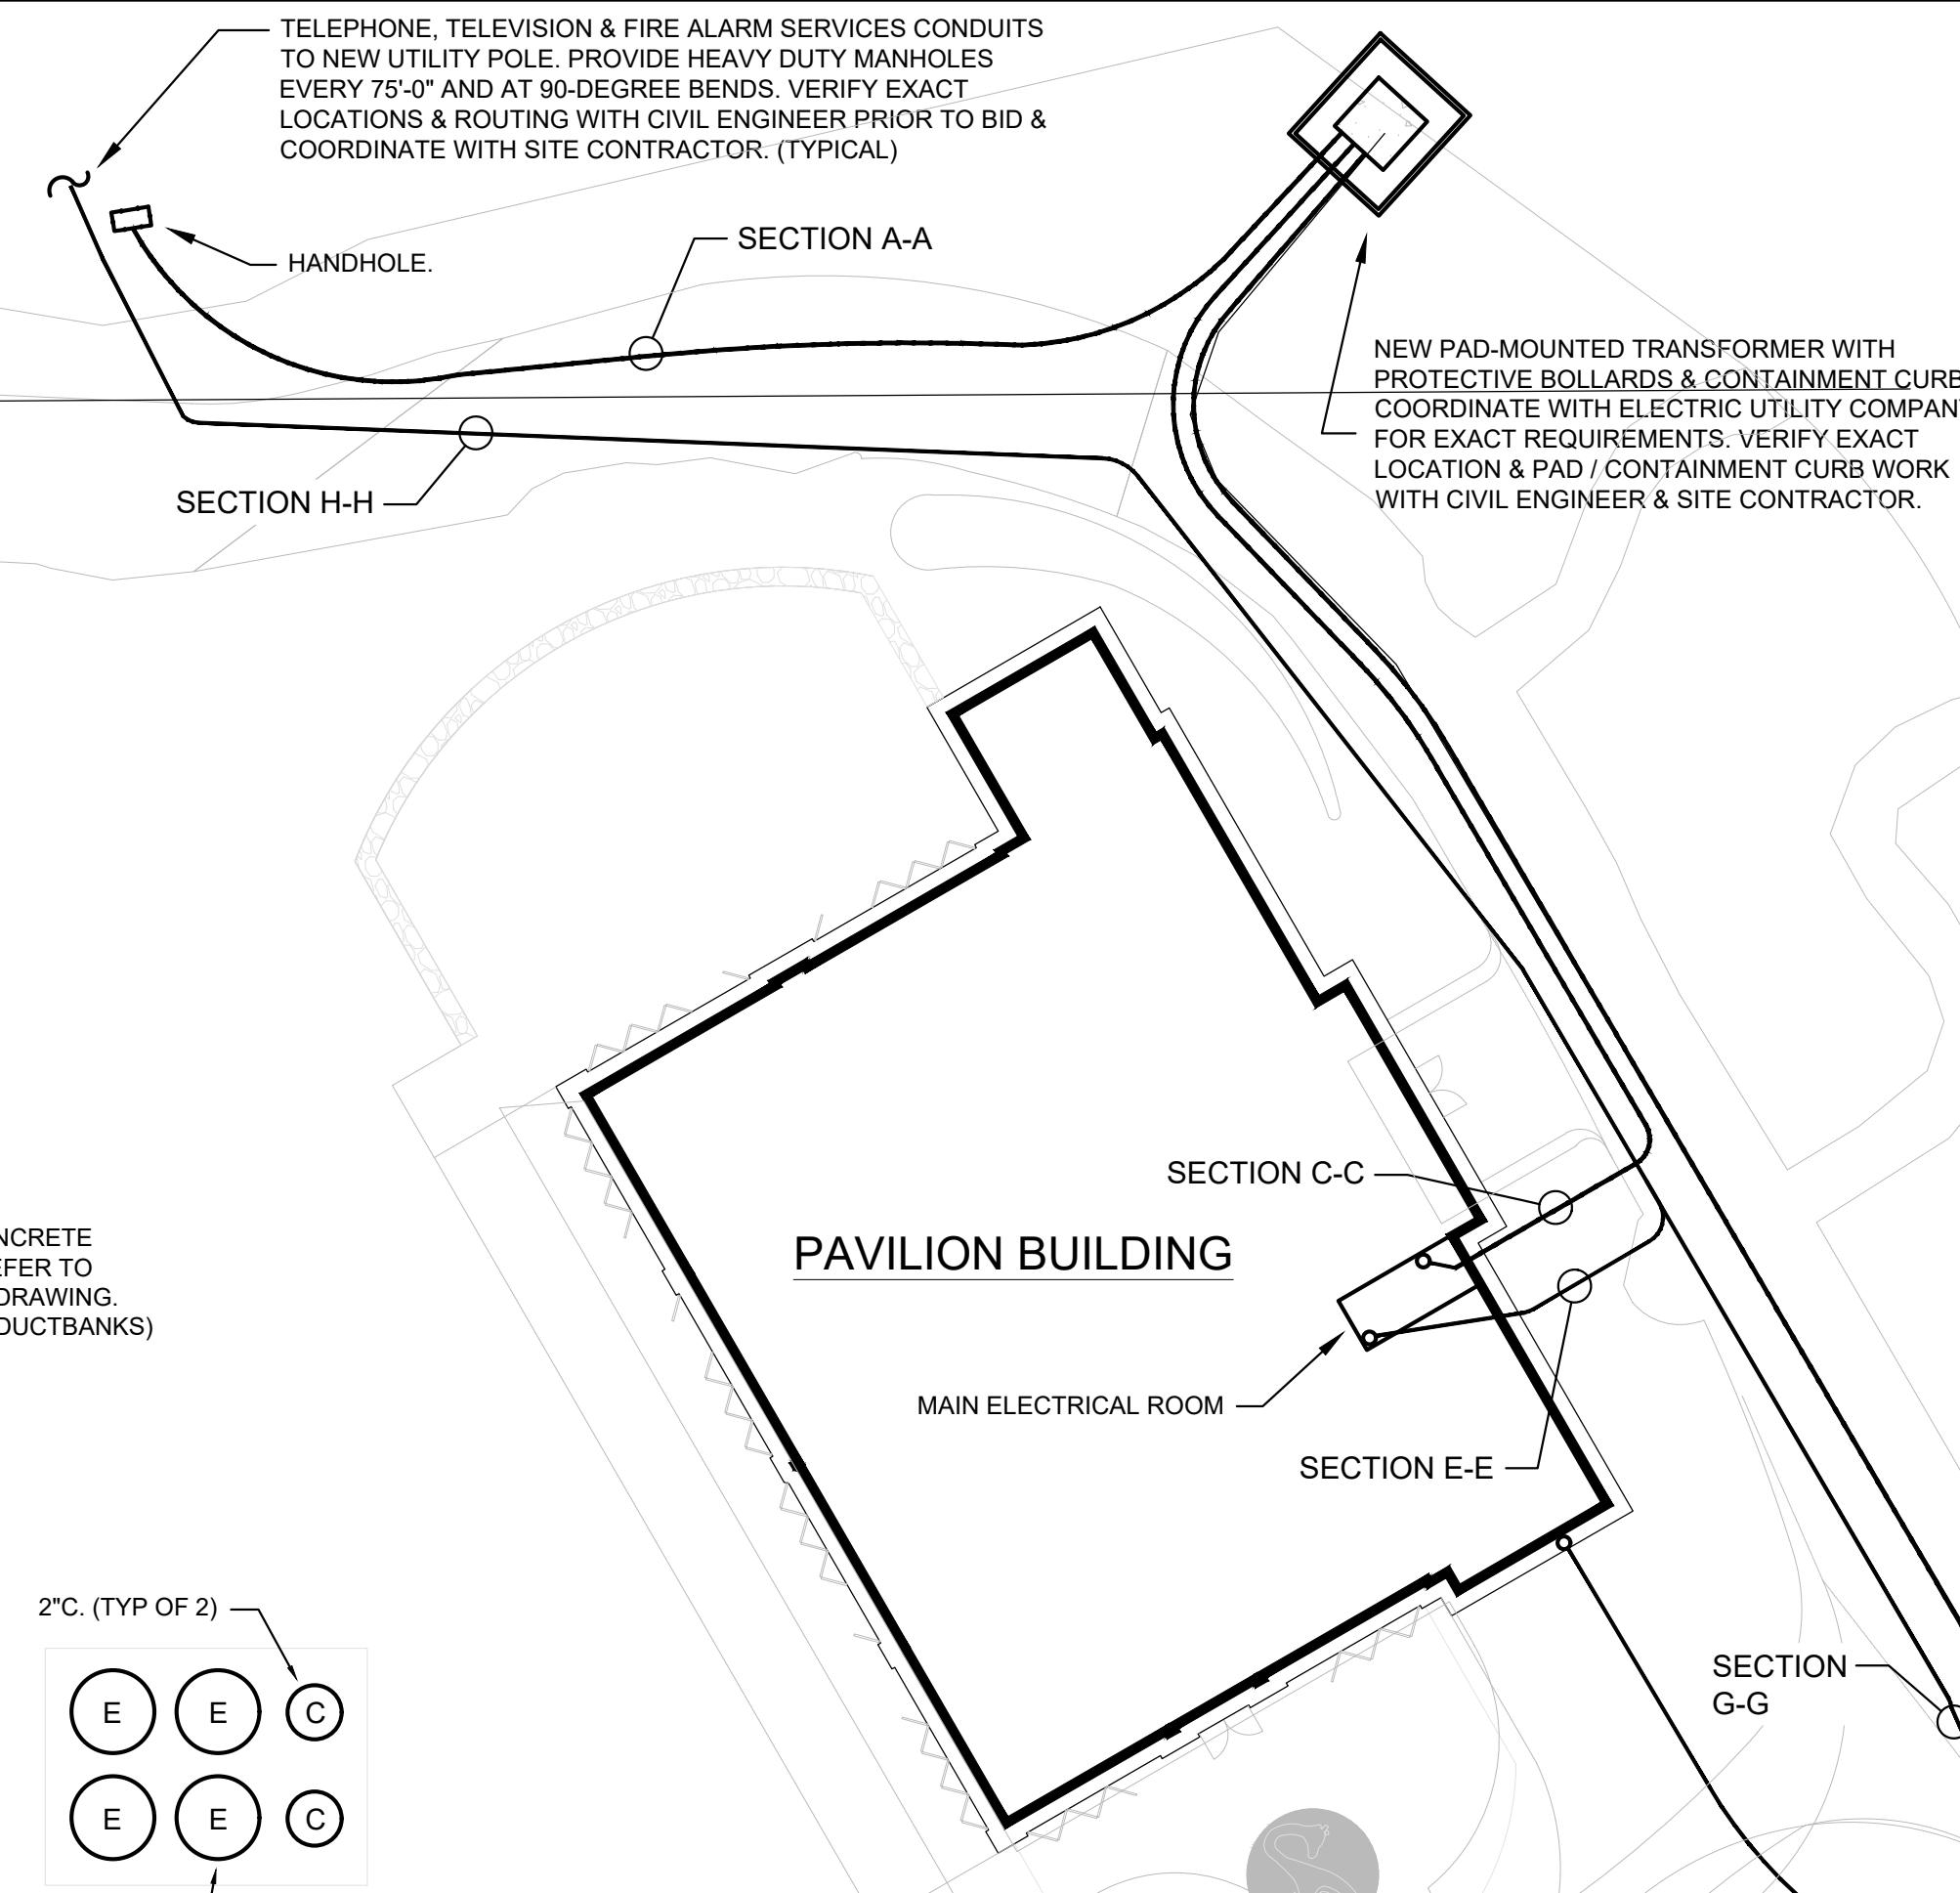 TELEPHONE, TELEVISION & FIRE ALARM SERVICES CONDUITS
TO NEW UTILITY POLE. PROVIDE HEAVY DUTY MANHOLES
EVERY 75'-0" AND AT 90-DEGREE BENDS. VERIFY EXACT
LOCATIONS & ROUTING WITH CIVIL ENGINEER PRIOR TO BID &
COORDINATE WITH SITE CONTRACTOR. (TYPICAL)
HANDHOLE.
SECTION A-A
SECTION H-H
NEW PAD-MOUNTED TRANSFORMER WITH
PROTECTIVE BOLLARDS & CONTAINMENT CURB
COORDINATE WITH ELECTRIC UTILITY COMPANY
FOR EXACT REQUIREMENTS. VERIFY EXACT
LOCATION & PAD / CONTAINMENT CURB WORK
WITH CIVIL ENGINEER & SITE CONTRACTOR.
SECTION C-C
PAVILION BUILDING
NCRETE
EFER TO
DRAWING.
DUCTBANKS)
MAIN ELECTRICAL ROOM
SECTION E-E
2"C. (TYP OF 2)
E E C
E E C
SECTION
G-G